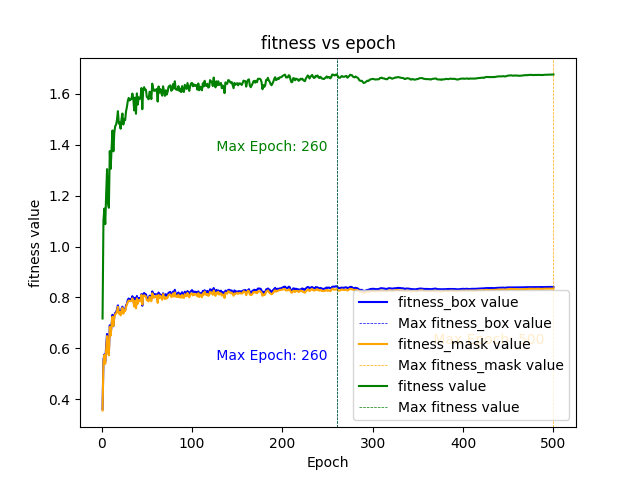 fitness vs epoch
fitness value
1.6
1.4
1.2
1.0
0.8
0.6
0.4
Max Epoch: 260
Max Epoch: 260
fitness_box value
Max fitness_box value
fitness_mask value
Max fitness_mask value
fitness value
Max fitness value
0
100
200
300
400
500
Epoch